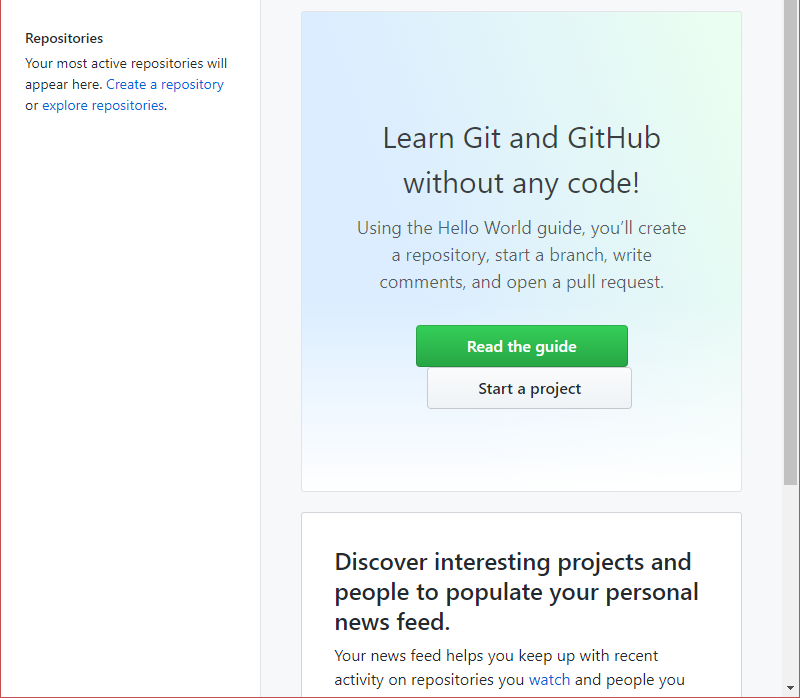 Repositories
Your most active repositories will
appear here. Create a repository
or explore repositories.
Learn Git and GitHub
without any code!
Using the Hello World guide, you’ll create
a repository, start a branch, write
comments, and open a pull request.
Read the guide
Start a project
Discover interesting projects and
people to populate your personal
news feed.
Your news feed helps you keep up with recent
activity on repositories you watch and people you